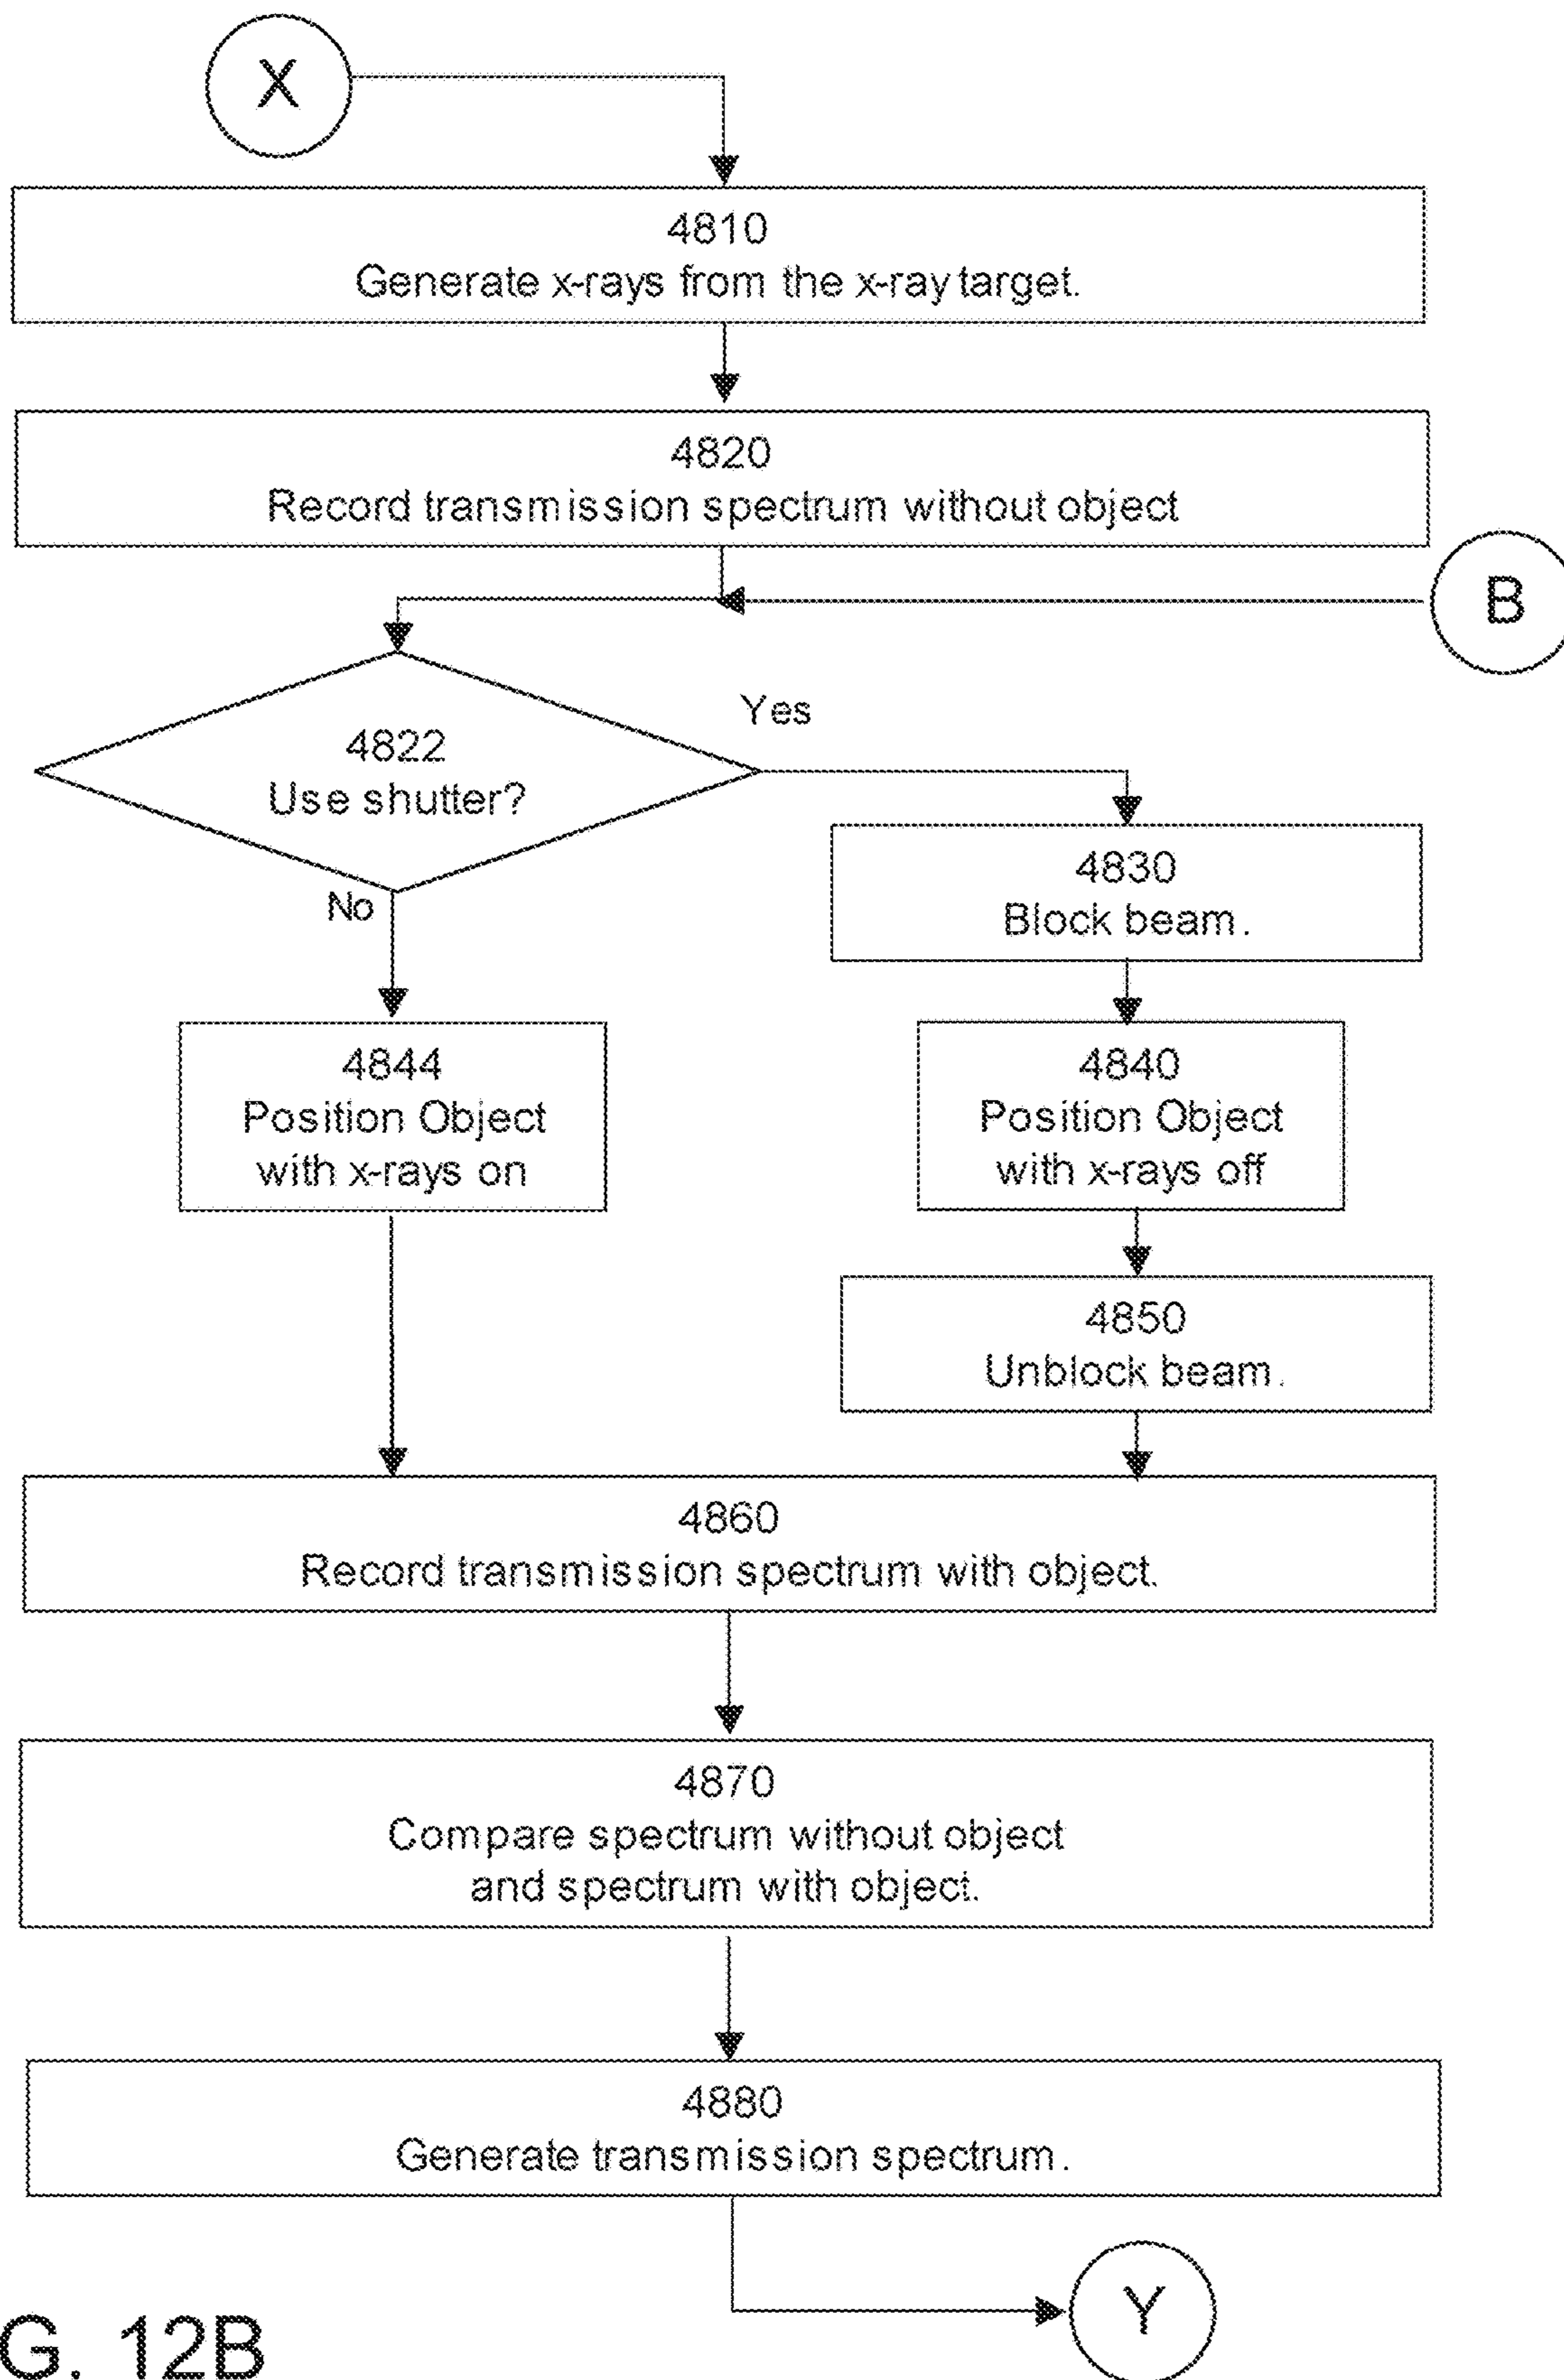 X
4810
Generate x-rays from the x-ray target.
4820
Record transmission spectrum without object
B
Yes
4822
Use shutter?
No
4830
Block beam.
4844
Position Object
with x-rays on
4840
Position Object
with x-rays off
4850
Unblock beam.
4860
Record transmission spectrum with object.
4870
Compare spectrum without object
and spectrum with object.
4880
Generate transmission spectrum.
Y
G. 12B